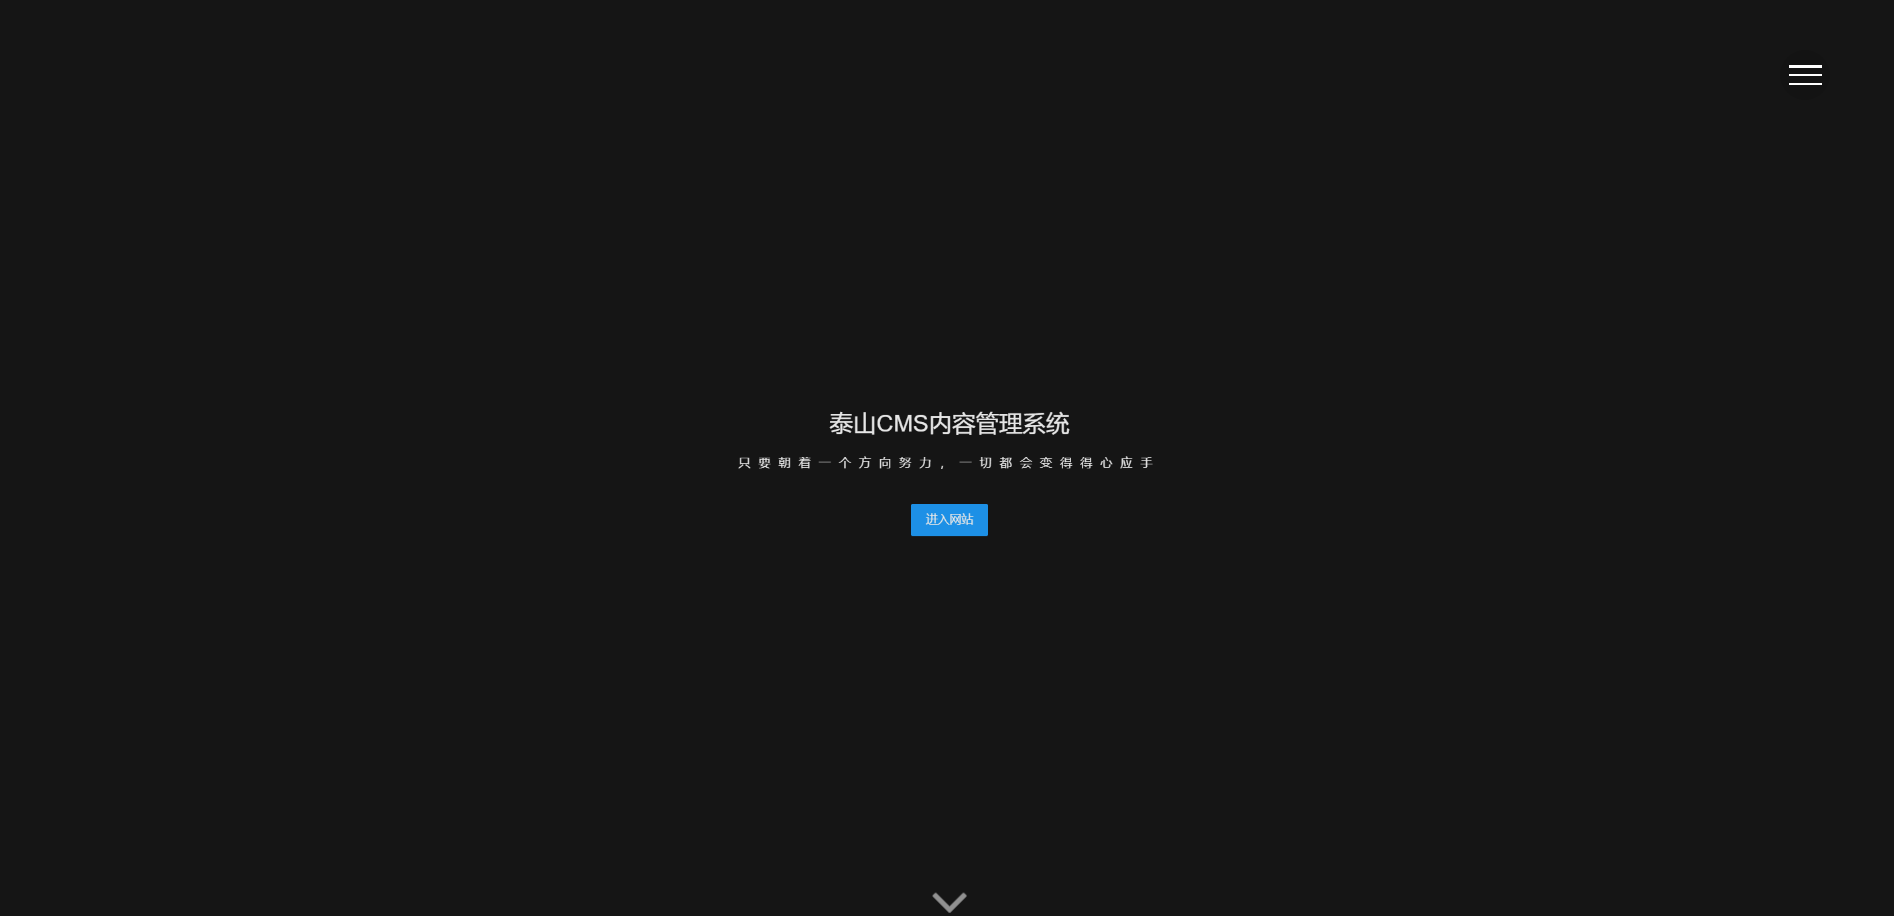 泰山CMS内容管理系统
只要朝着一个方向努力，一切都会变得得心应手
进入网站